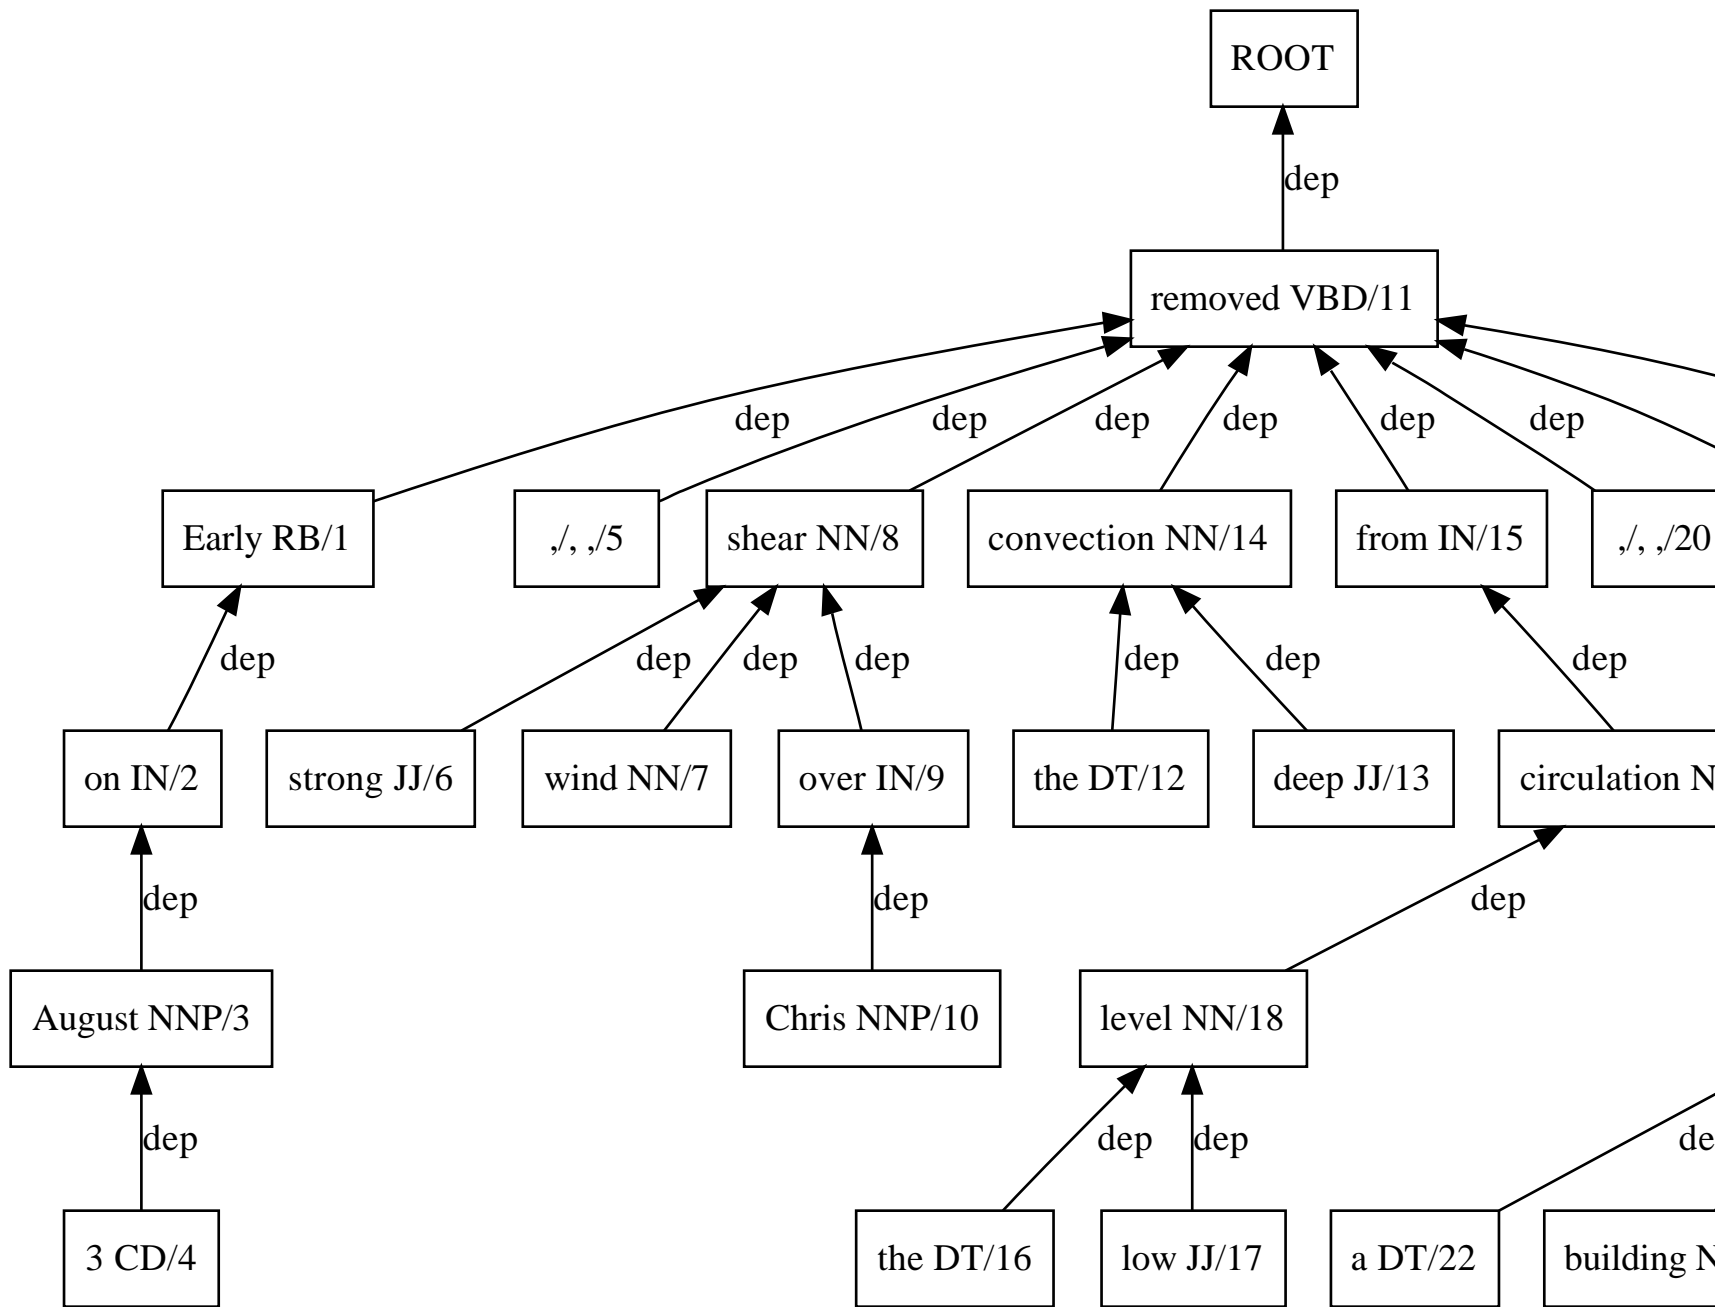 ROOT
dep
removed VBD/11
dep dep dep dep dep dep
Early RB/1 ,/, ,/5 shear NN/8 convection NN/14 from IN/15 ,/, ,/20
dep dep dep dep dep dep dep
on IN/2 strong JJ/6 wind NN/7 over IN/9 the DT/12 deep JJ/13 circulation N
dep dep dep
August NNP/3 Chris NNP/10 level NN/18
dep dep dep de
3 CD/4 the DT/16 low JJ/17 a DT/22 building N